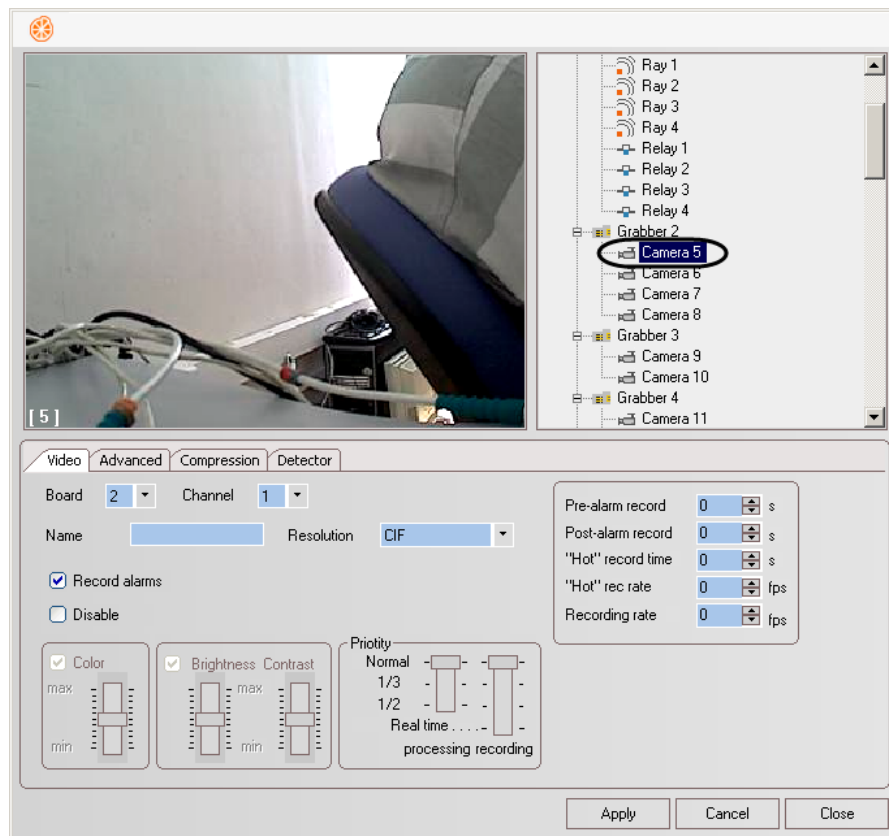 Ray 1
Ray 2
Ray 3
Ray 4
Relay 1
Relay 2
Relay 3
Relay 4
Grabber 2
Camera 5
Camera 6
Camera 7
Camera 8
Grabber 3
Camera 9
Camera 10
Grabber 4
Camera 11
[ 5 ]
Video Advanced Compression Detector
Board 2 Channel 1
Name Resolution CIF
Record alarms
Disable
Pre-alarm record 0 s
Post-alarm record 0 s
"Hot" record time 0 s
"Hot" rec rate 0 fps
Recording rate 0 fps
Color
max
min
Brightness Contrast
max
min
Priotity
Normal
1/3
1/2
Real time . . . .
processing recording
Apply Cancel Close